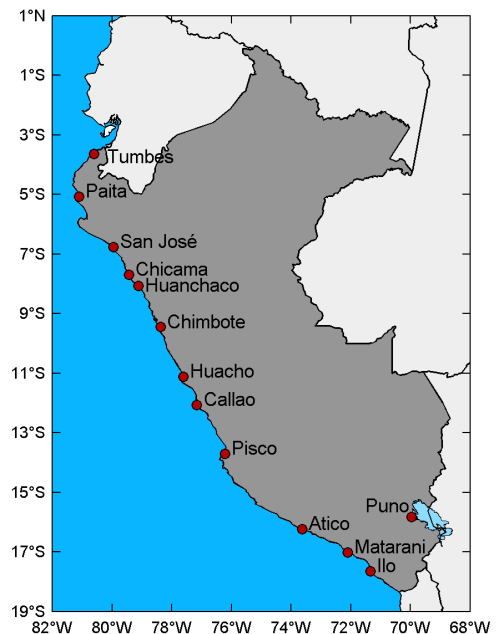 1°N
1°S
3°S
Tumbes
5°S
Paita
San José
7°S
Chicama
Huanchaco
9°S
Chimbote
11°S
Huacho
Callao
13°S
Pisco
15°S
Puno
Atico
17°S
Matarani
Ilo
19°S
82°W 80°W 78°W 76°W 74°W 72°W 70°W 68°W